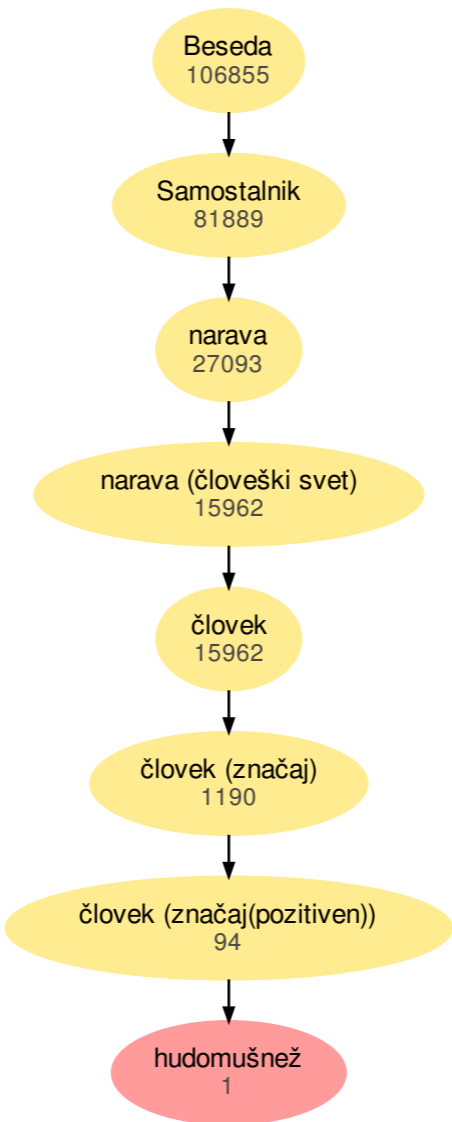 Beseda
106855
Samostalnik
81889
narava
27093
narava (človeški svet)
15962
človek
15962
človek (značaj)
1190
človek (značaj(pozitiven))
94
hudomušnež
1